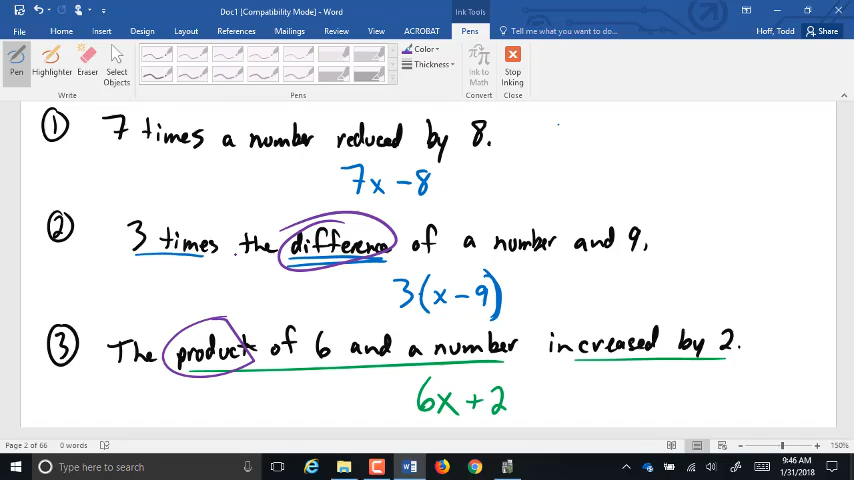 Doc1 [Compatibility Mode] - Word
Ink Tools
Hoff, Todd
File Home Insert Design Layout References Mailings Review View ACROBAT Pens Tell me what you want to do... Share
Pen Highlighter Eraser Select Objects
Color
Thickness
Ink to Math
Stop Inking
Pens Convert Close
① 7 times a number reduced by 8.
7x - 8
② 3 times the difference of a number and 9.
3(x - 9)
③ The product of 6 and a number increased by 2.
6x + 2
Page 2 of 66 0 words 150%
Type here to search
9:46 AM
1/31/2018